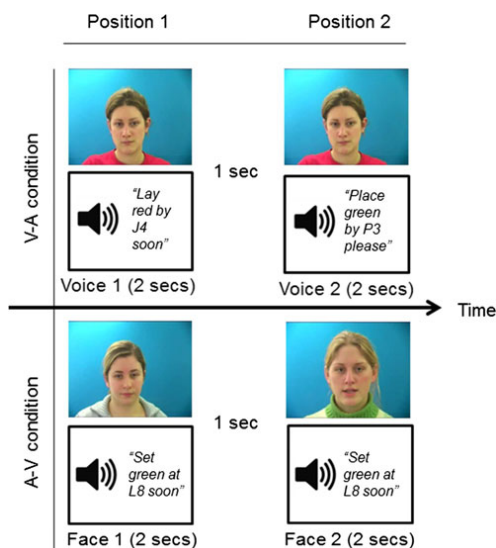 Position 1
Position 2
V-A condition
"Lay
red by
J4
soon"
1 sec
"Place
green
by P3
please"
Voice 1 (2 secs)
Voice 2 (2 secs)
Time
A-V condition
"Set
green at
L8 soon"
1 sec
"Set
green at
L8 soon"
Face 1 (2 secs)
Face 2 (2 secs)